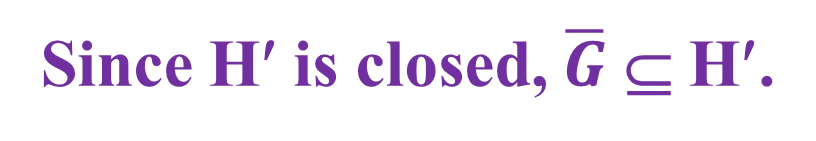 Since H′ is closed, G̅ ⊆ H′.